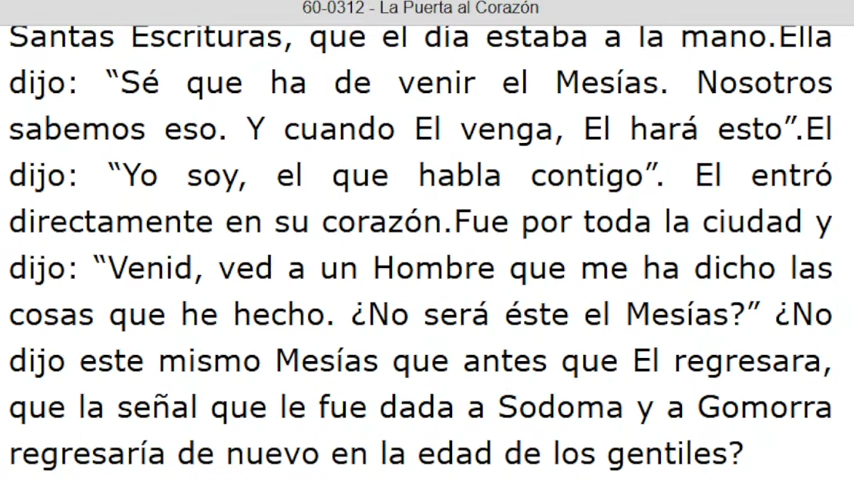 60-0312 - La Puerta al Corazón
Santas Escrituras, que el día estaba a la mano.Ella
dijo: “Sé que ha de venir el Mesías. Nosotros
sabemos eso. Y cuando El venga, El hará esto”.El
dijo: “Yo soy, el que habla contigo”. El entró
directamente en su corazón.Fue por toda la ciudad y
dijo: “Venid, ved a un Hombre que me ha dicho las
cosas que he hecho. ¿No será éste el Mesías?” ¿No
dijo este mismo Mesías que antes que El regresara,
que la señal que le fue dada a Sodoma y a Gomorra
regresaría de nuevo en la edad de los gentiles?